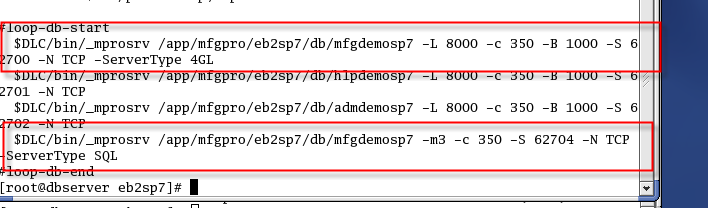 #loop-db-start
$DLC/bin/_mprosrv /app/mfgpro/eb2sp7/db/mfgdemosp7 -L 8000 -c 350 -B 1000 -S 6
2700 -N TCP -ServerType 4GL
$DLC/bin/_mprosrv /app/mfgpro/eb2sp7/db/hlpdemosp7 -L 8000 -c 350 -B 1000 -S 6
2701 -N TCP
$DLC/bin/_mprosrv /app/mfgpro/eb2sp7/db/admdemosp7 -L 8000 -c 350 -B 1000 -S 6
2702 -N TCP
$DLC/bin/_mprosrv /app/mfgpro/eb2sp7/db/mfgdemosp7 -m3 -c 350 -S 62704 -N TCP
-ServerType SQL
#loop-db-end
[root@dbserver eb2sp7]#